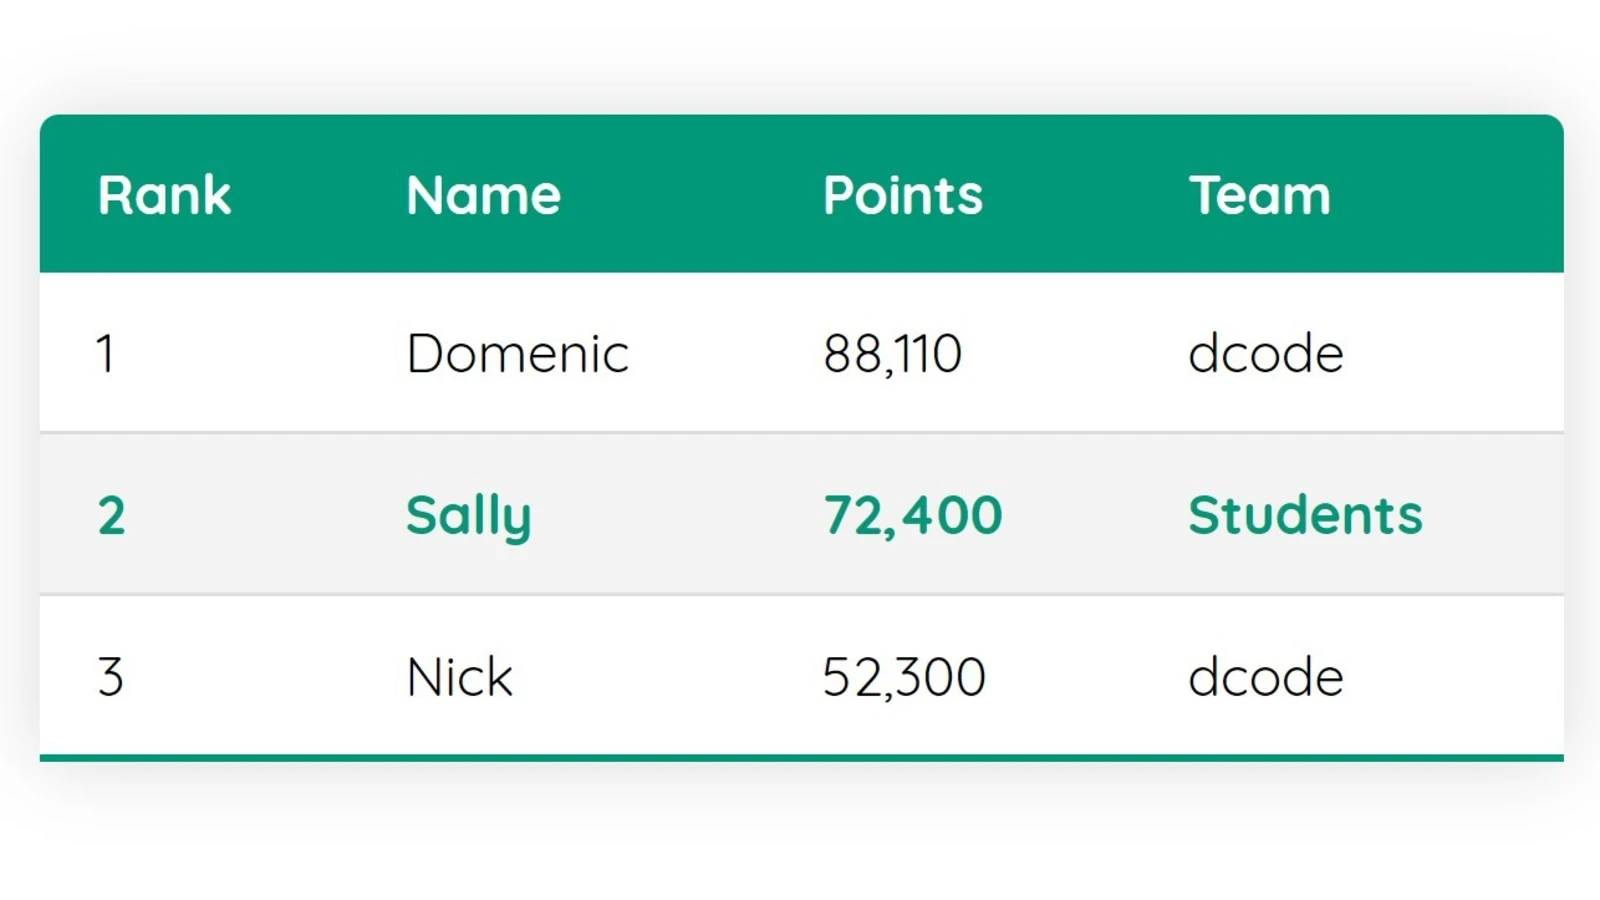 Rank Name Points Team
1 Domenic 88,110 dcode
2 Sally 72,400 Students
3 Nick 52,300 dcode